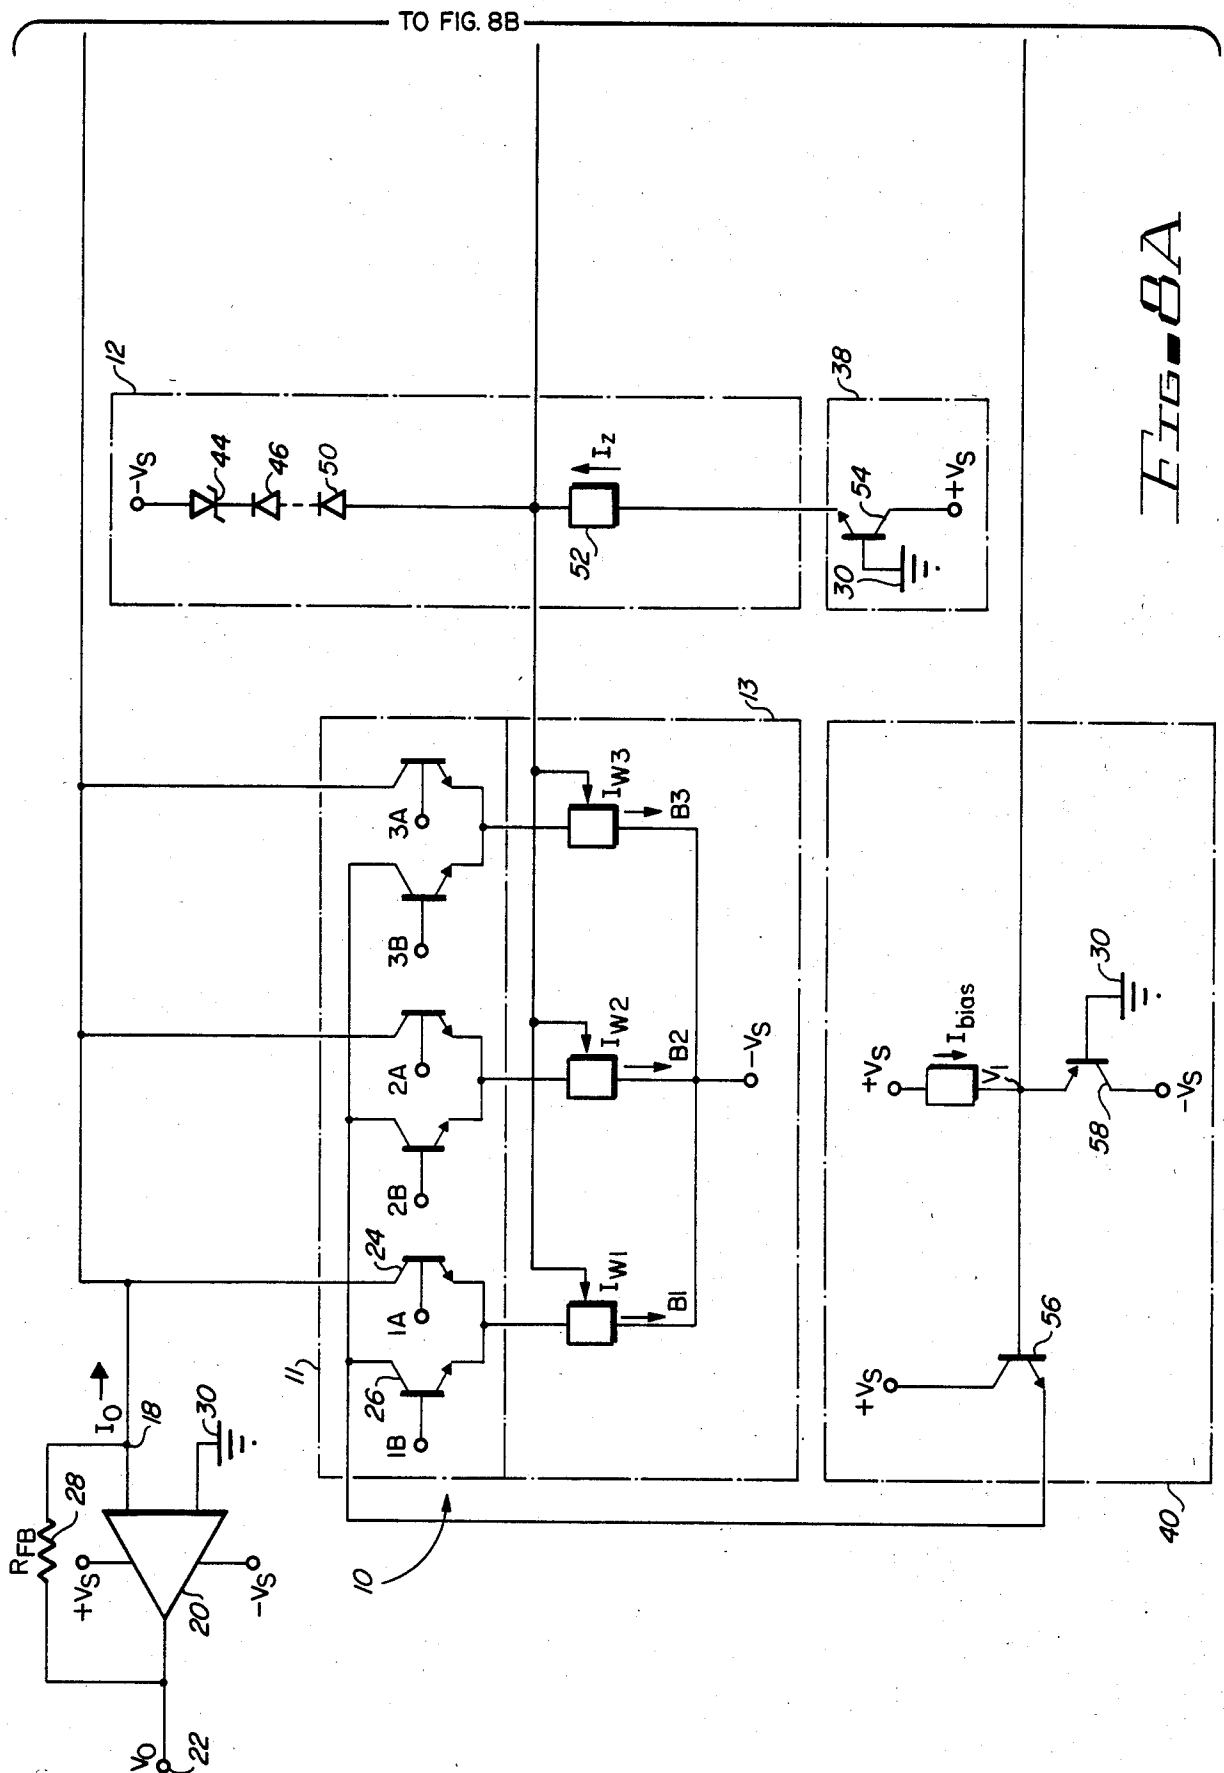 TO FIG. 8B
12
-VS
44
46
50
IZ
52
38
54
30
+VS
FIG-8A
13
3A
3B
IW3
B3
2A
2B
IW2
B2
-VS
24
1A
26
1B
IW1
B1
11
10
IO
18
30
RFB
28
+VS
20
-VS
VO
22
+VS
Ibias
V1
30
58
-VS
+VS
56
40